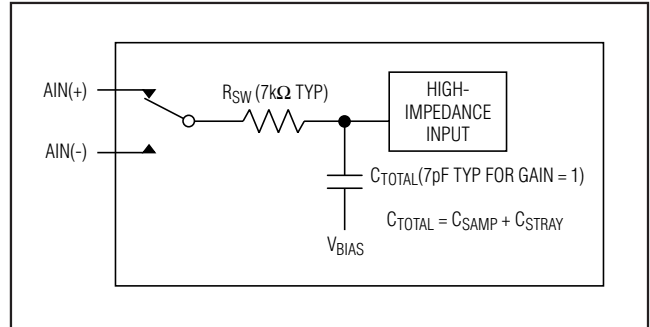 AIN(+)
AIN(-)
RSW (7kΩ TYP)
HIGH-
IMPEDANCE
INPUT
CTOTAL(7pF TYP FOR GAIN = 1)
CTOTAL = CSAMP + CSTRAY
VBIAS